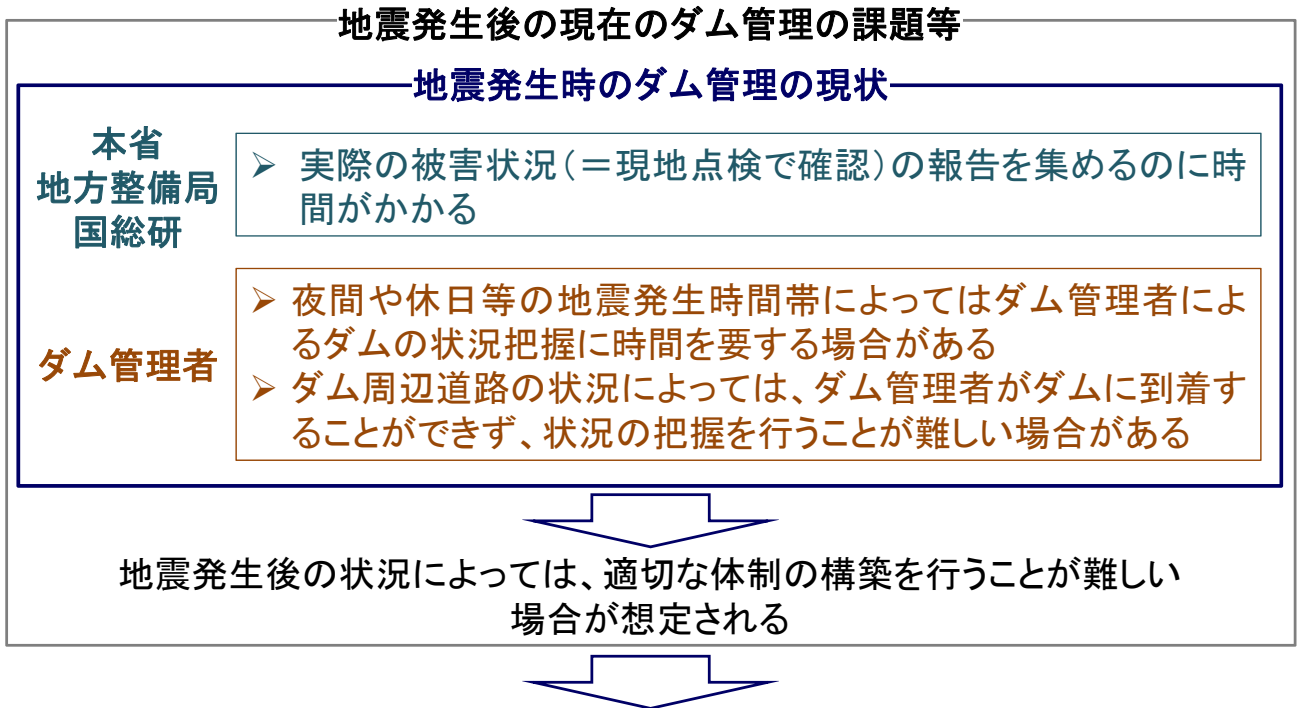 地震発生後の現在のダム管理の課題等
地震発生時のダム管理の現状
本省
地方整備局
国総研
➢ 実際の被害状況(=現地点検で確認)の報告を集めるのに時
間がかかる
ダム管理者
➢ 夜間や休日等の地震発生時間帯によってはダム管理者によ
るダムの状況把握に時間を要する場合がある
➢ ダム周辺道路の状況によっては、ダム管理者がダムに到着す
ることができず、状況の把握を行うことが難しい場合がある
地震発生後の状況によっては、適切な体制の構築を行うことが難しい
場合が想定される